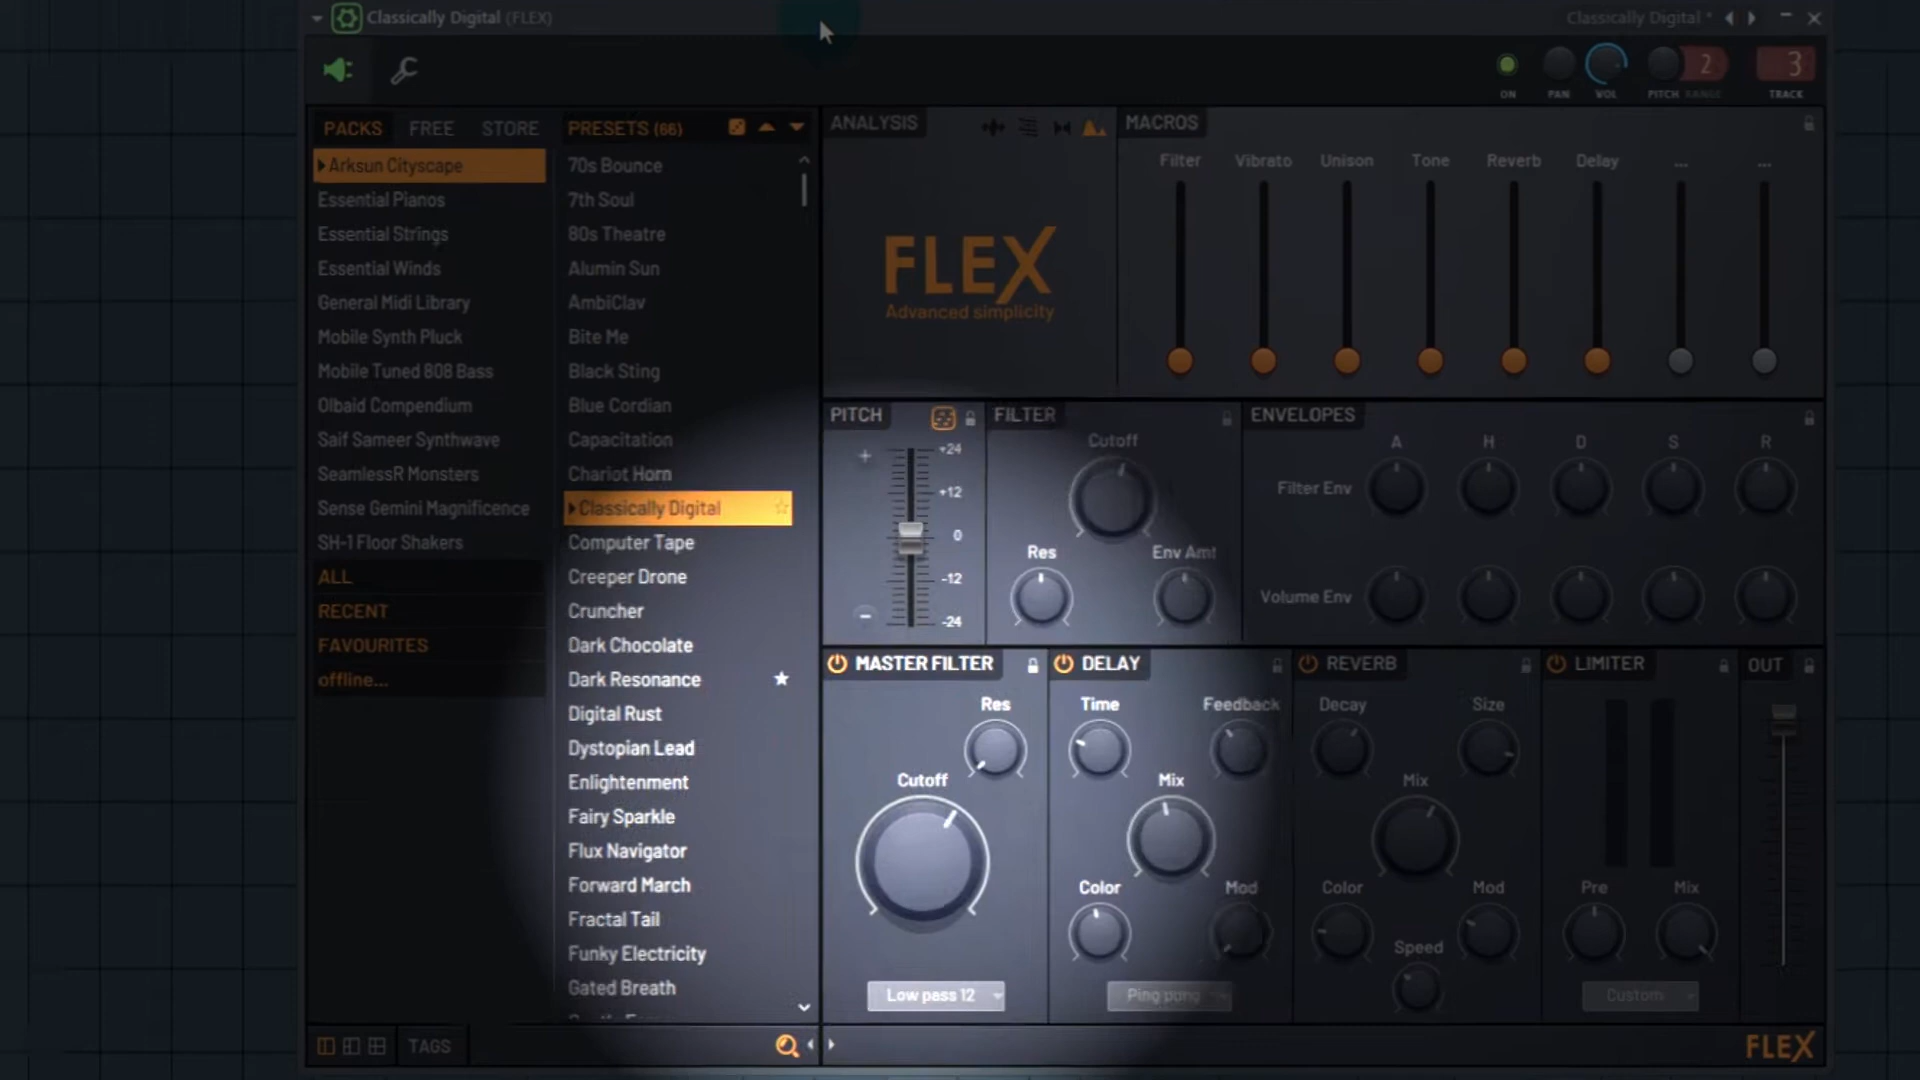 Classically Digital (FLEX)
Classically Digital *
ON
PAN
VOL
PITCH RANGE
2
3
TRACK
PACKS
FREE
STORE
PRESETS (66)
Arksun Cityscape
Essential Pianos
Essential Strings
Essential Winds
General Midi Library
Mobile Synth Pluck
Mobile Tuned 808 Bass
Olbaid Compendium
Saif Sameer Synthwave
SeamlessR Monsters
Sense Gemini Magnificence
SH-1 Floor Shakers
ALL
RECENT
FAVOURITES
offline...
70s Bounce
7th Soul
80s Theatre
Alumin Sun
AmbiClav
Bite Me
Black Sting
Blue Cordian
Capacitation
Chariot Horn
Classically Digital
Computer Tape
Creeper Drone
Cruncher
Dark Chocolate
Dark Resonance
Digital Rust
Dystopian Lead
Enlightenment
Fairy Sparkle
Flux Navigator
Forward March
Fractal Tail
Funky Electricity
Gated Breath
TAGS
ANALYSIS
FLEX
Advanced simplicity
MACROS
Filter
Vibrato
Unison
Tone
Reverb
Delay
...
...
PITCH
+
-
+24
+12
0
-12
-24
FILTER
Cutoff
Res
Env Amt
ENVELOPES
A
H
D
S
R
Filter Env
Volume Env
MASTER FILTER
Res
Cutoff
Low pass 12
DELAY
Time
Feedback
Mix
Color
Mod
Ping pong
REVERB
Decay
Size
Mix
Color
Mod
Speed
LIMITER
Pre
Mix
Custom
OUT
FLEX